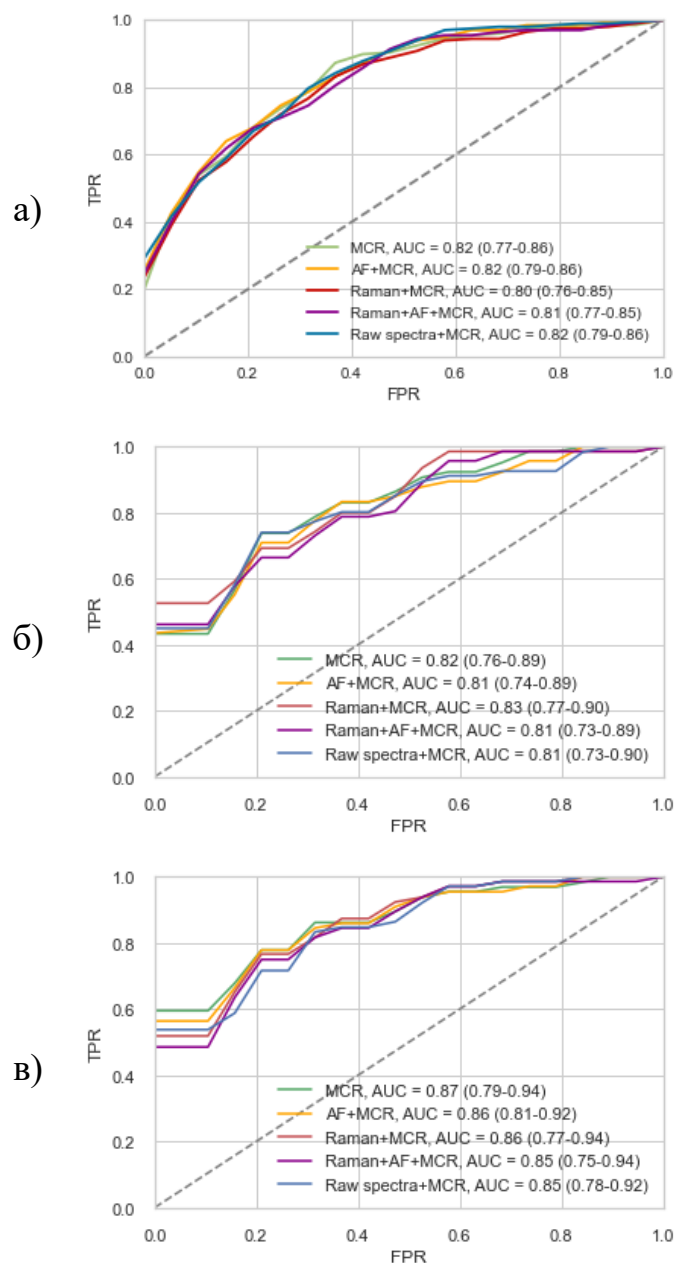 а)
1.0
0.8
0.6
0.4
0.2
0.0
TPR
MCR, AUC = 0.82 (0.77-0.86)
AF+MCR, AUC = 0.82 (0.79-0.86)
Raman+MCR, AUC = 0.80 (0.76-0.85)
Raman+AF+MCR, AUC = 0.81 (0.77-0.85)
Raw spectra+MCR, AUC = 0.82 (0.79-0.86)
0.0 0.2 0.4 0.6 0.8 1.0
FPR
б)
1.0
0.8
0.6
0.4
0.2
0.0
TPR
MCR, AUC = 0.82 (0.76-0.89)
AF+MCR, AUC = 0.81 (0.74-0.89)
Raman+MCR, AUC = 0.83 (0.77-0.90)
Raman+AF+MCR, AUC = 0.81 (0.73-0.89)
Raw spectra+MCR, AUC = 0.81 (0.73-0.90)
0.0 0.2 0.4 0.6 0.8 1.0
FPR
в)
1.0
0.8
0.6
0.4
0.2
0.0
TPR
MCR, AUC = 0.87 (0.79-0.94)
AF+MCR, AUC = 0.86 (0.81-0.92)
Raman+MCR, AUC = 0.86 (0.77-0.94)
Raman+AF+MCR, AUC = 0.85 (0.75-0.94)
Raw spectra+MCR, AUC = 0.85 (0.78-0.92)
0.0 0.2 0.4 0.6 0.8 1.0
FPR